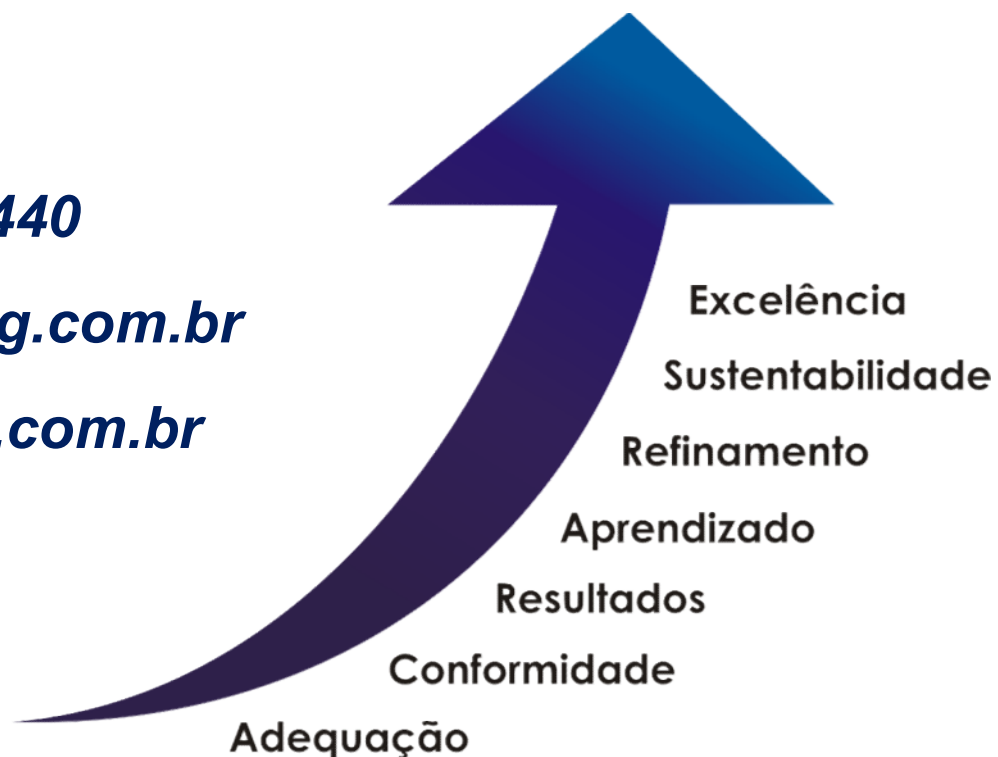 440
g.com.br
.com.br
Excelência
Sustentabilidade
Refinamento
Aprendizado
Resultados
Conformidade
Adequação